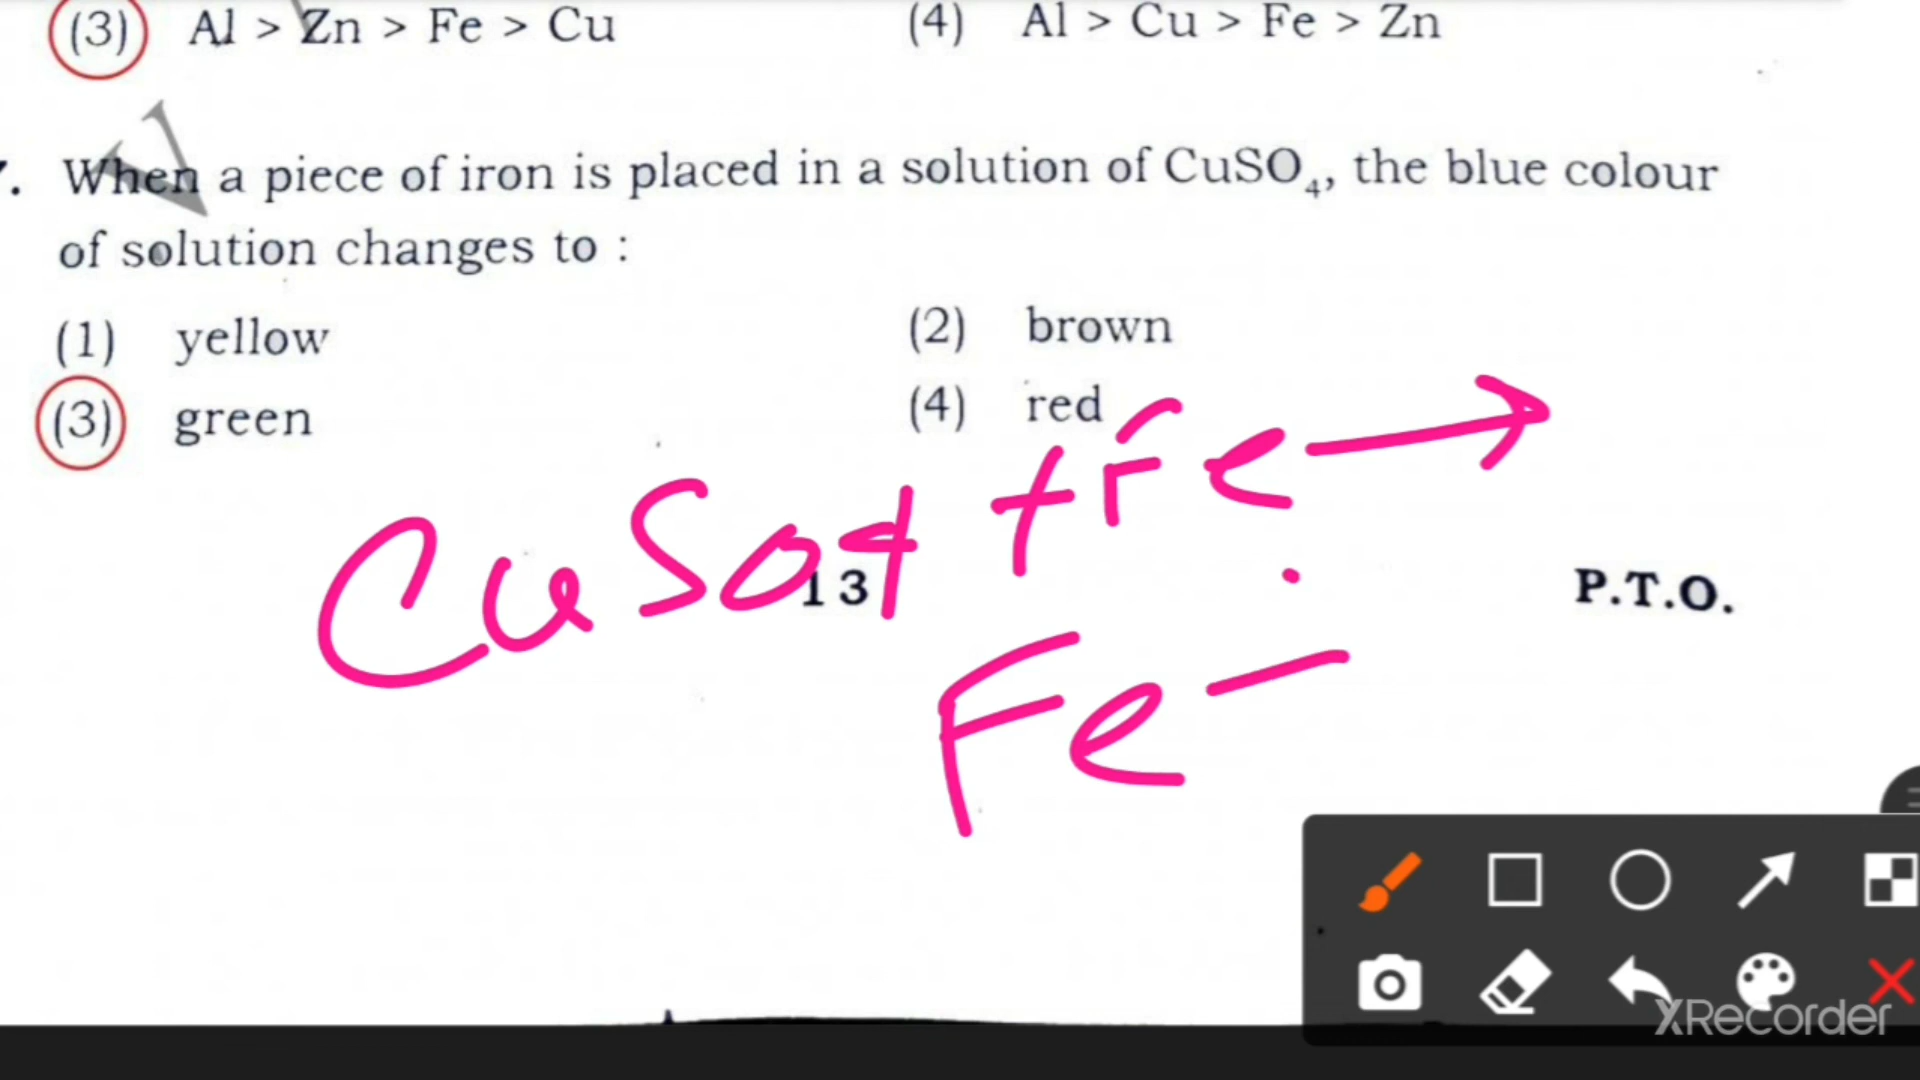 (3) Al > Zn > Fe > Cu (4) Al > Cu > Fe > Zn
. When a piece of iron is placed in a solution of CuSO₄, the blue colour
of solution changes to :
(1) yellow (2) brown
(3) green (4) red
CuSo4 + Fe →
13 P.T.O.
Fe –
XRecorder